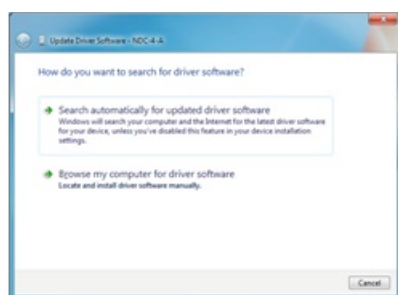 Update Driver Software - NDC-4-A
How do you want to search for driver software?
Search automatically for updated driver software
Windows will search your computer and the Internet for the latest driver software
for your device, unless you've disabled this feature in your device installation
settings.
Browse my computer for driver software
Locate and install driver software manually.
Cancel